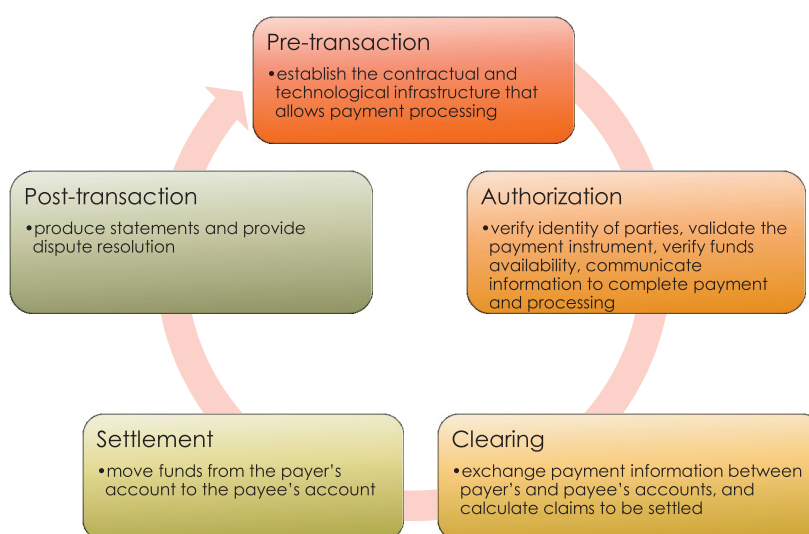 Pre-transaction
•establish the contractual and
technological infrastructure that
allows payment processing
Authorization
•verify identity of parties, validate the
payment instrument, verify funds
availability, communicate
information to complete payment
and processing
Clearing
•exchange payment information between
payer's and payee's accounts, and
calculate claims to be settled
Settlement
•move funds from the payer's
account to the payee's account
Post-transaction
•produce statements and provide
dispute resolution